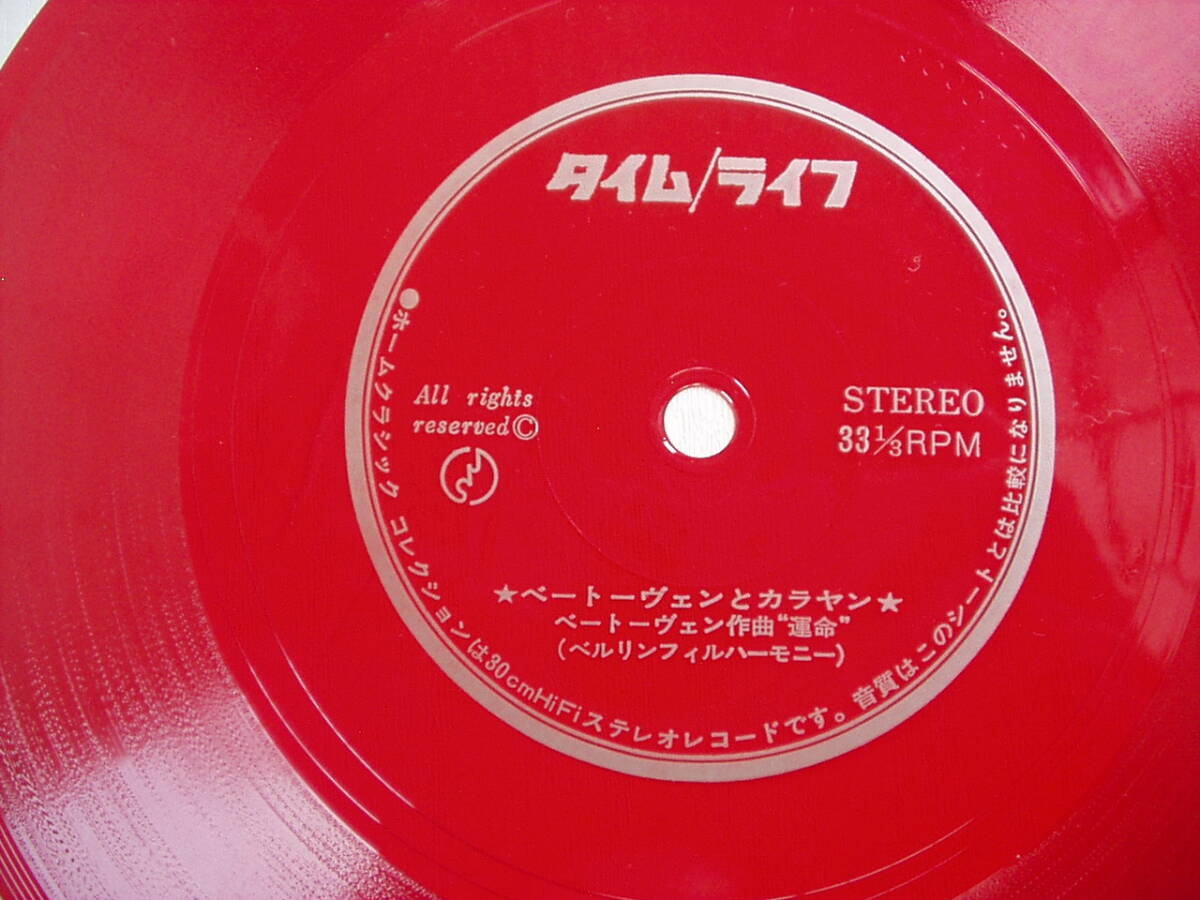 タイム/ライフ
All rights
reserved©
STEREO
33 1/3 RPM
★ベートーヴェンとカラヤン★
ベートーヴェン作曲“運命”
(ベルリンフィルハーモニー)
●ホームクラシック コレクションは30cmHiFiステレオレコードです。音質はこのシートとは比較になりません。